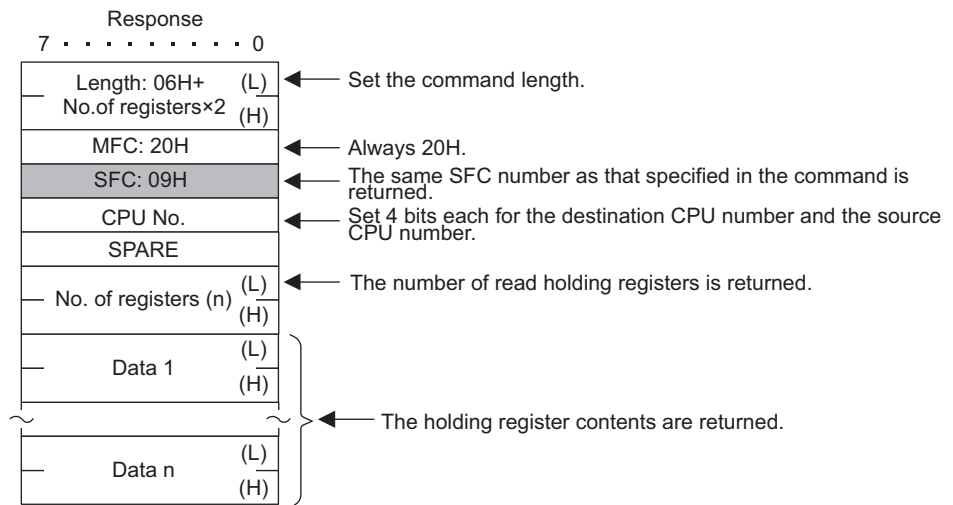 Response
7 · · · · · · · · · 0
Length: 06H+ (L)
No.of registers×2 (H)
Set the command length.
MFC: 20H
Always 20H.
SFC: 09H
The same SFC number as that specified in the command is
returned.
CPU No.
Set 4 bits each for the destination CPU number and the source
CPU number.
SPARE
No. of registers (n) (L)
(H)
The number of read holding registers is returned.
Data 1 (L)
(H)
The holding register contents are returned.
Data n (L)
(H)